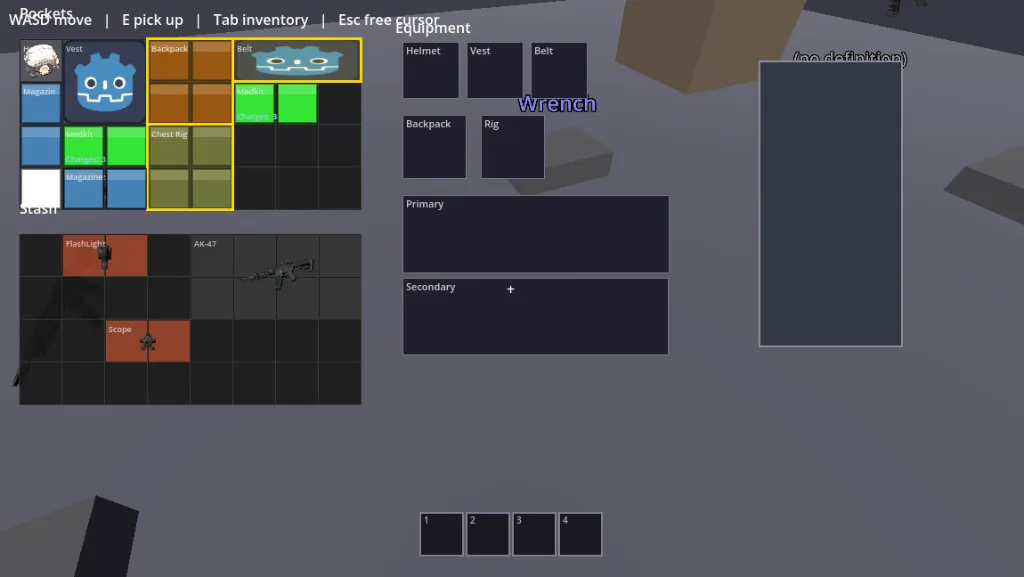 Pockets
WASD move | E pick up | Tab inventory | Esc free cursor
Equipment
Vest
Backpack
Belt
Magazin
Medkit
Charges: 3
Medkit
Charges: 3
Chest Rig
Magazine
Stash
FlashLight
AK-47
Scope
Helmet
Vest
Belt
Wrench
Backpack
Rig
Primary
Secondary
(no definition)
1
2
3
4